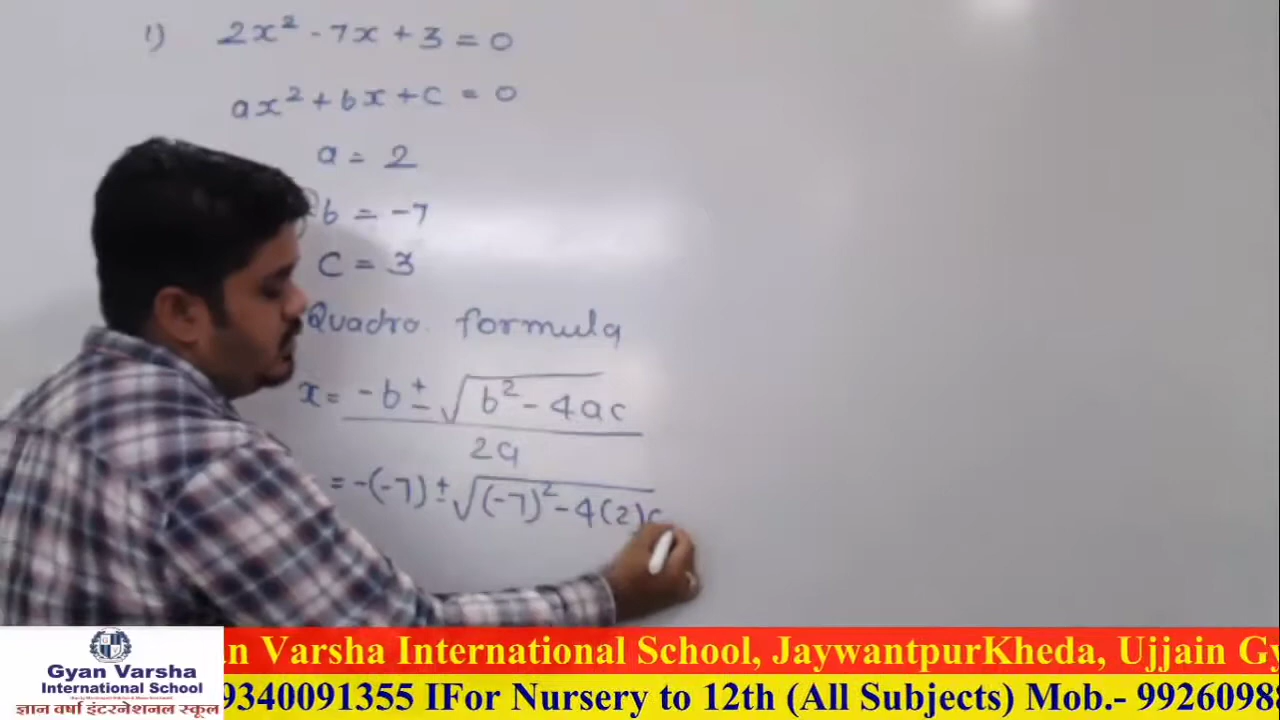 1) 2x² - 7x + 3 = 0
ax² + bx + c = 0
a = 2
b = -7
c = 3
Quadra. formula
x = -b ± √b² - 4ac
2a
= -(-7) ± √(-7)² - 4(2)(
Gyan Varsha
International School
ज्ञान वर्षा इंटरनेशनल स्कूल
n Varsha International School, JaywantpurKheda, Ujjain Gy
9340091355 IFor Nursery to 12th (All Subjects) Mob.- 9926098